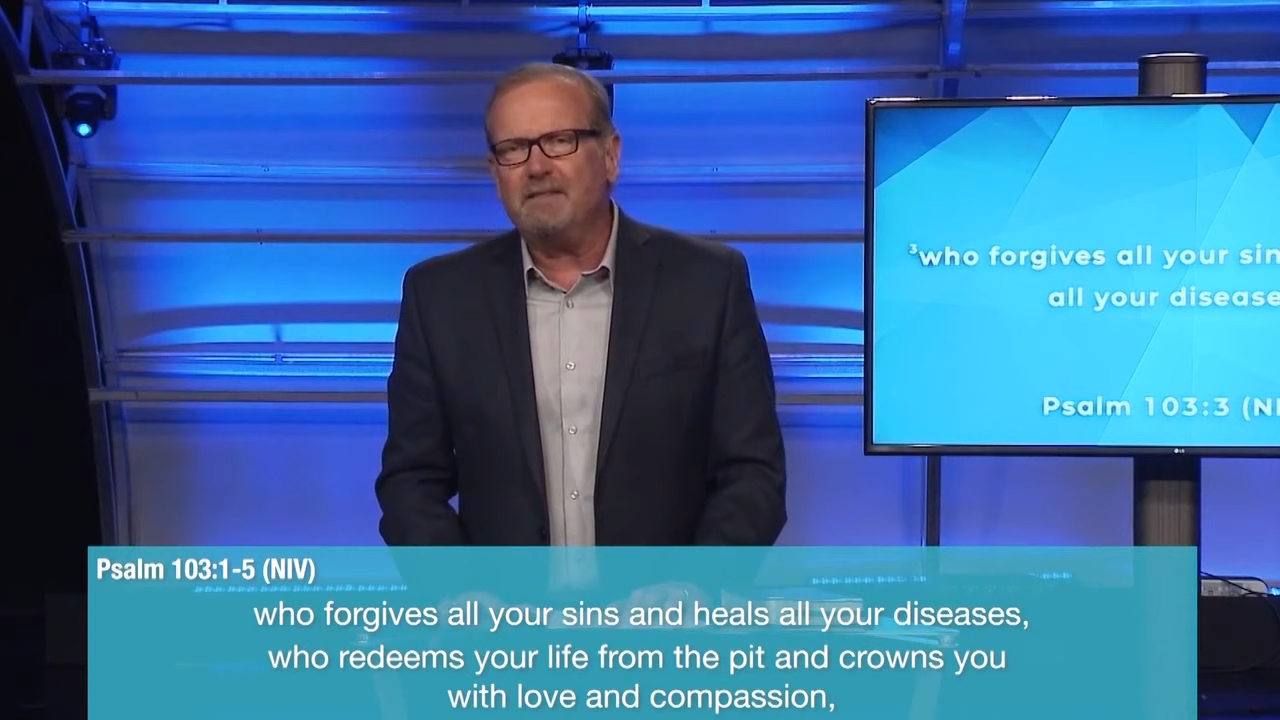 ³who forgives all your sin
all your disease
Psalm 103:3 (NI
LG
Psalm 103:1-5 (NIV)
who forgives all your sins and heals all your diseases,
who redeems your life from the pit and crowns you
with love and compassion,